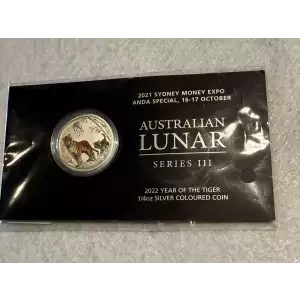 2021 SYDNEY MONEY EXPO
ANDA SPECIAL, 16-17 OCTOBER
AUSTRALIAN
LUNAR
SERIES III
2022 YEAR OF THE TIGER
1/4oz SILVER COLOURED COIN